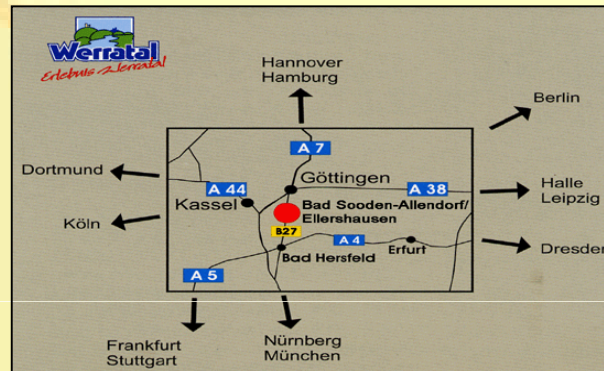 Werratal
Erlebnis Werratal
Hannover
Hamburg
Berlin
A 7
Dortmund
Göttingen
A 44
A 38
Halle
Leipzig
Kassel
Bad Sooden-Allendorf/
Ellershausen
Köln
B27
A 4
Erfurt
Bad Hersfeld
Dresden
A 5
Frankfurt
Stuttgart
Nürnberg
München